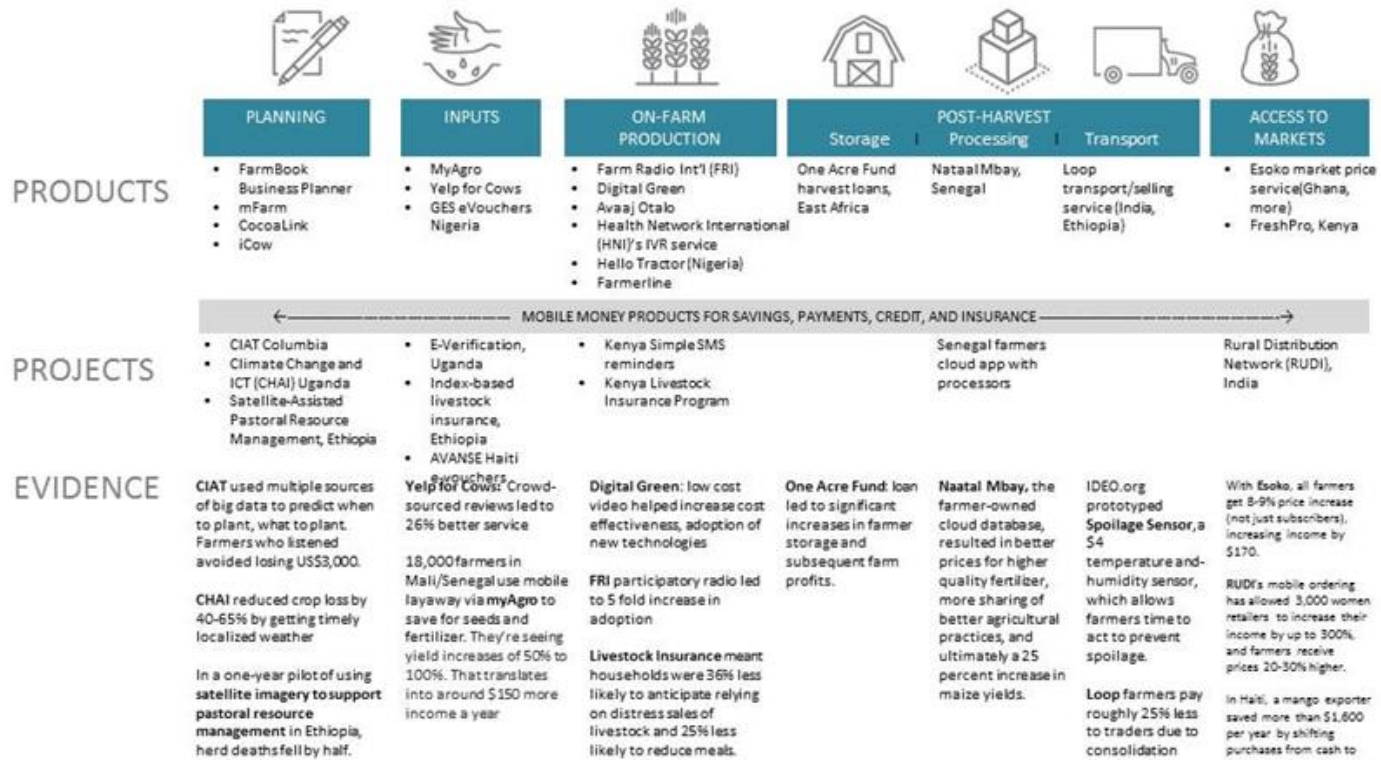 PLANNING
INPUTS
ON-FARM
PRODUCTION
POST-HARVEST
Storage | Processing | Transport
ACCESS TO
MARKETS
PRODUCTS
• FarmBook
Business Planner
• mFarm
• CocoaLink
• iCow
• MyAgro
• Yelp for Cows
• GES eVouchers
Nigeria
• Farm Radio Int'l (FRI)
• Digital Green
• Avaaj Otalo
• Health Network International
(HNI)'s IVR service
• Hello Tractor (Nigeria)
• Farmerline
One Acre Fund
harvest loans,
East Africa
Nataal Mbay,
Senegal
Loop
transport/selling
service (India,
Ethiopia)
• Esoko market price
service(Ghana,
more)
• FreshPro, Kenya
MOBILE MONEY PRODUCTS FOR SAVINGS, PAYMENTS, CREDIT, AND INSURANCE
PROJECTS
• CIAT Columbia
• Climate Change and
ICT (CHAI) Uganda
• Satellite-Assisted
Pastoral Resource
Management, Ethiopia
• E-Verification,
Uganda
• Index-based
livestock
insurance,
Ethiopia
• AVANSE Haiti
e-vouchers
• Kenya Simple SMS
reminders
• Kenya Livestock
Insurance Program
Senegal farmers
cloud app with
processors
Rural Distribution
Network (RUDI),
India
EVIDENCE
CIAT used multiple sources
of big data to predict when
to plant, what to plant.
Farmers who listened
avoided losing US$3,000.
CHAI reduced crop loss by
40-65% by getting timely
localized weather
In a one-year pilot of using
satellite imagery to support
pastoral resource
management in Ethiopia,
herd deaths fell by half.
Yelp for Cows: Crowd-
sourced reviews led to
26% better service
18,000 farmers in
Mali/Senegal use mobile
layaway via myAgro to
save for seeds and
fertilizer. They're seeing
yield increases of 50% to
100%. That translates
into around $150 more
income a year
Digital Green: low cost
video helped increase cost
effectiveness, adoption of
new technologies
FRI participatory radio led
to 5 fold increase in
adoption
Livestock Insurance meant
households were 36% less
likely to anticipate relying
on distress sales of
livestock and 25% less
likely to reduce meals.
One Acre Fund: loan
led to significant
increases in farmer
storage and
subsequent farm
profits.
Naatal Mbay, the
farmer-owned
cloud database,
resulted in better
prices for higher
quality fertilizer,
more sharing of
better agricultural
practices, and
ultimately a 25
percent increase in
maize yields.
IDEO.org
prototyped
Spoilage Sensor, a
$4
temperature and-
humidity sensor,
which allows
farmers time to
act to prevent
spoilage.
Loop farmers pay
roughly 25% less
to traders due to
consolidation
With Esoko, all farmers
get 8-9% price increase
(not just subscribers),
increasing income by
$170.
RUDI's mobile ordering
has allowed 3,000 women
retailers to increase their
income by up to 300%,
and farmers receive
prices 20-30% higher.
In Haiti, a mango exporter
saved more than $1,600
per year by shifting
purchases from cash to